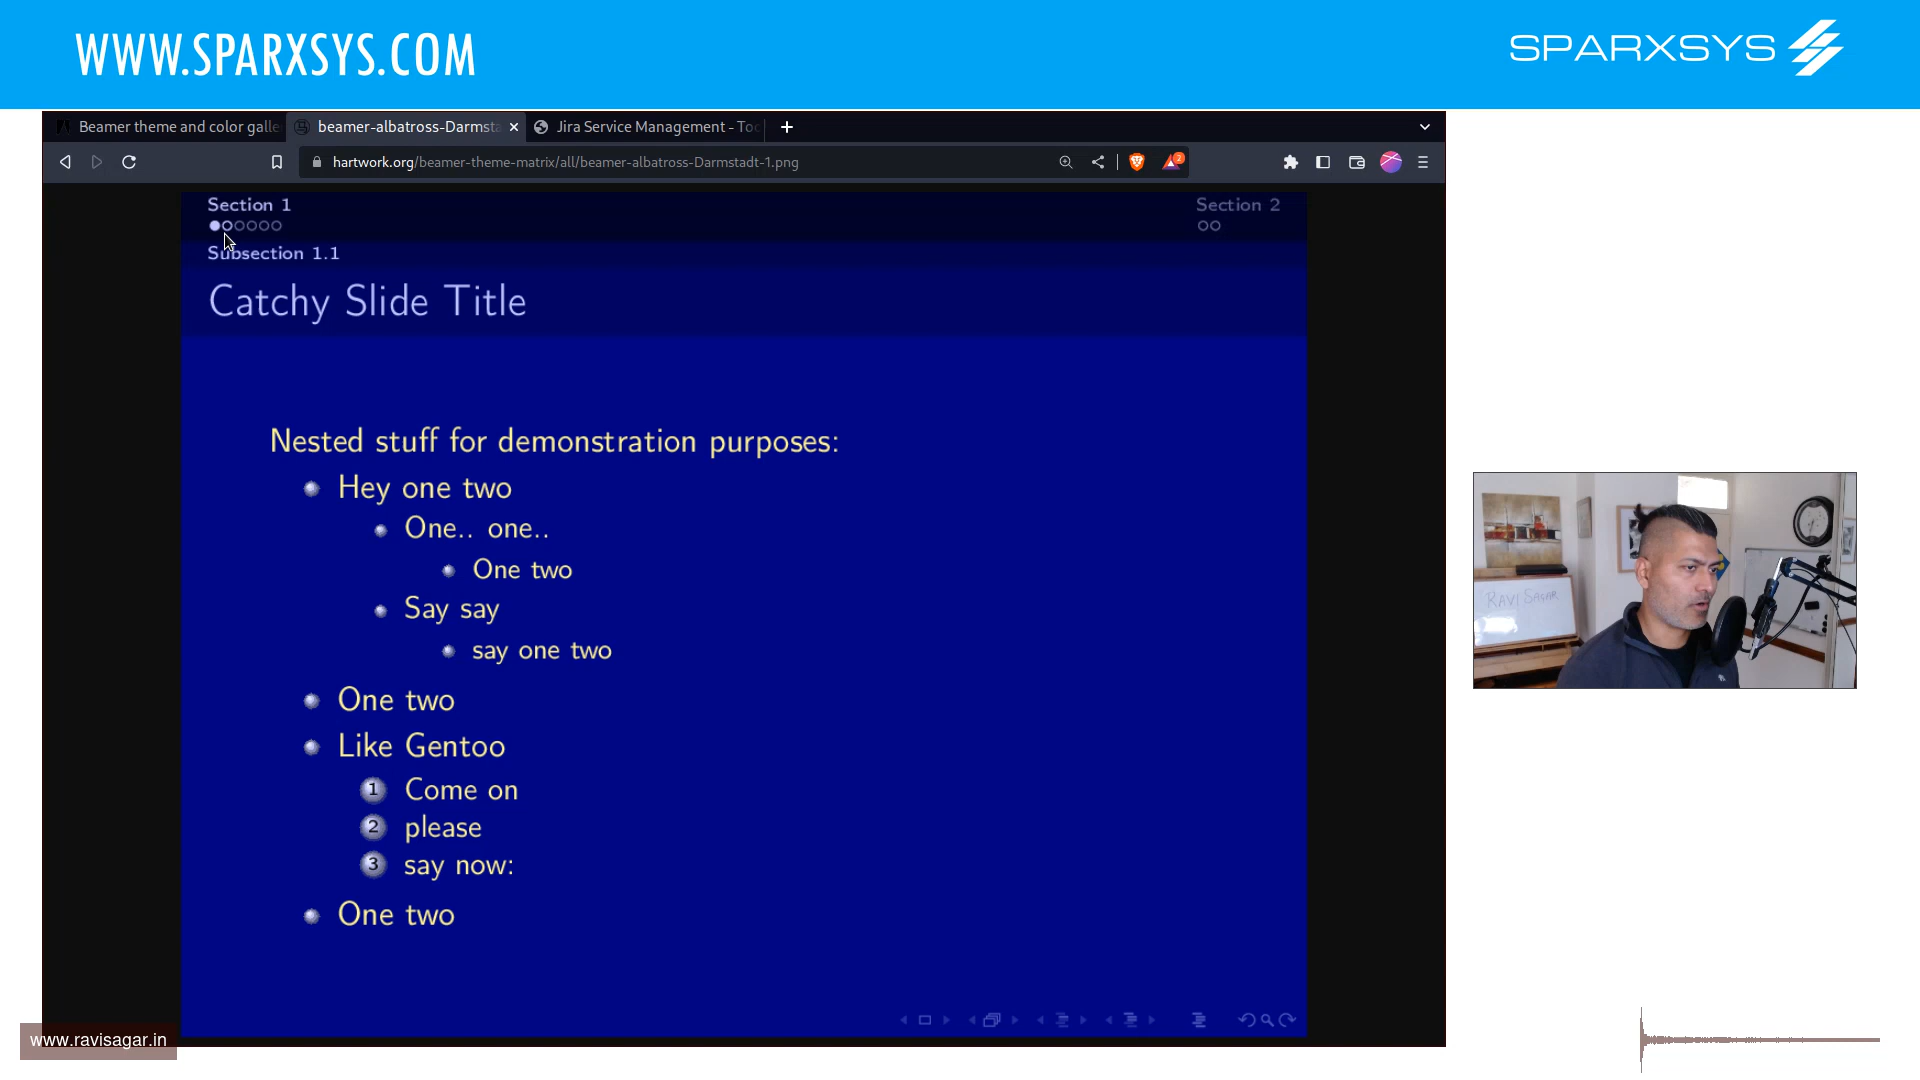 WWW.SPARXSYS.COM
SPARXSYS
Beamer theme and color galle
beamer-albatross-Darmsta
Jira Service Management - Too
hartwork.org/beamer-theme-matrix/all/beamer-albatross-Darmstadt-1.png
2
Section 1
Section 2
Subsection 1.1
Catchy Slide Title
Nested stuff for demonstration purposes:
Hey one two
One.. one..
One two
Say say
say one two
One two
Like Gentoo
1 Come on
2 please
3 say now:
One two
RAVI SAGAR
www.ravisagar.in